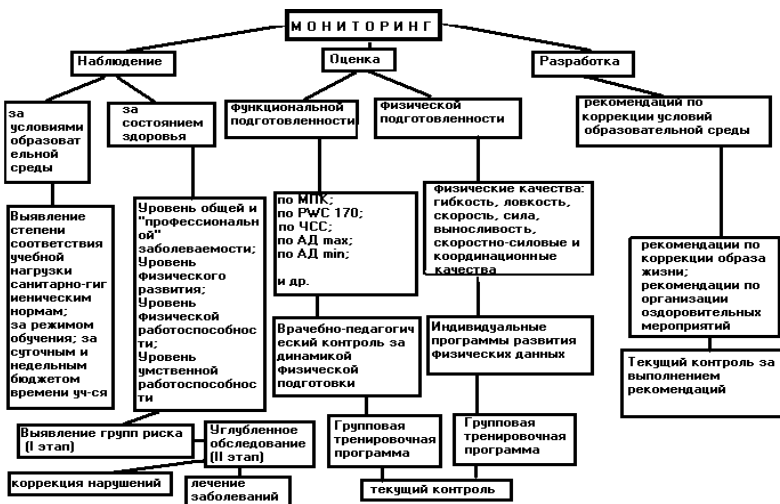 МОНИТОРИНГ
Наблюдение
Оценка
Разработка
за
условиями
образоват
ельной
среды
за
состоянием
здоровья
функциональной
подготовленности
физической
подготовленности
рекомендаций по
коррекции условий
образовательной среды
Выявление
степени
соответствия
учебной
нагрузки
санитарно-гиг
иеническим
нормам;
за режимом
обучения; за
суточным и
недельным
бюджетом
времени уч-ся
Уровень общей и
"профессиональн
ой"
заболеваемости;
Уровень
физического
развития;
Уровень
физической
работоспособнос
ти;
Уровень
умственной
работоспособнос
ти
по МПК;
по PWC 170;
по ЧСС;
по АД max;
по АД min;
и др.
Физические качества:
гибкость, ловкость,
скорость, сила,
выносливость,
скоростно-силовые и
координационные
качества
рекомендации по
коррекции образа
жизни;
рекомендации по
организации
оздоровительных
мероприятий
Врачебно-педагогич
еский контроль за
динамикой
физической
подготовки
Индивидуальные
программы развития
физических данных
Текущий контроль за
выполнением
рекомендаций
Выявление групп риска
(I этап)
Углубленное
обследование
(II этап)
Групповая
тренировочная
программа
Групповая
тренировочная
программа
коррекция нарушений
лечение
заболеваний
текущий контроль